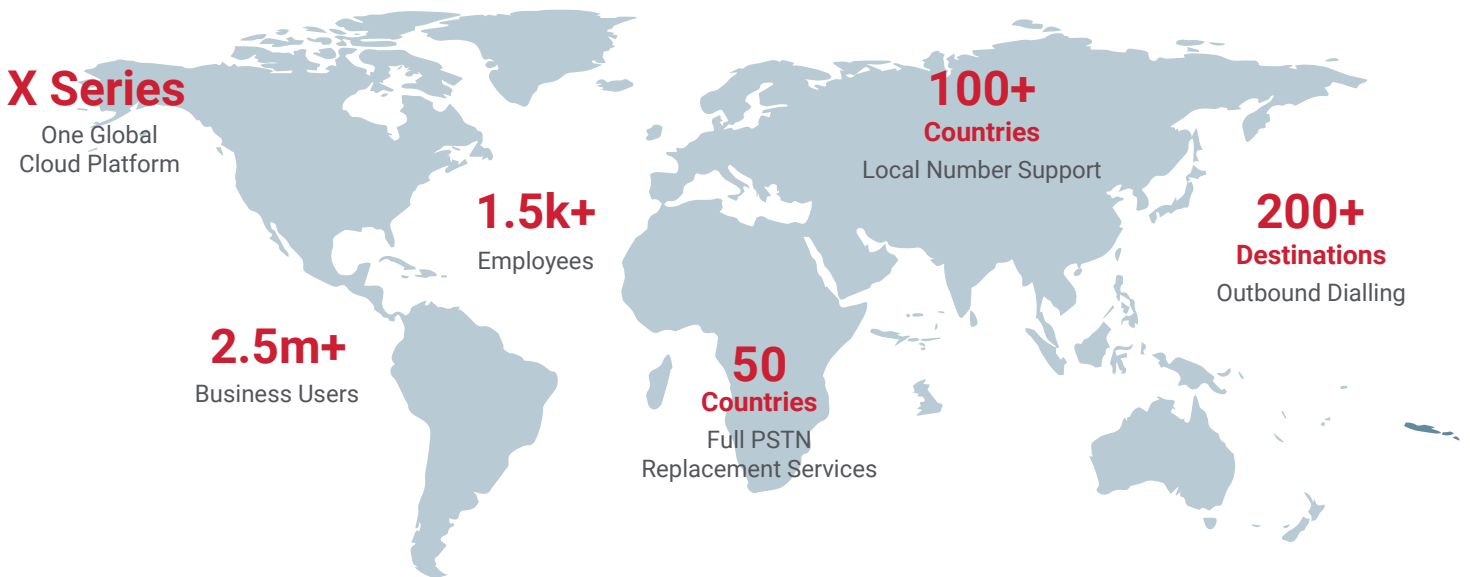 X Series
One Global
Cloud Platform
100+
Countries
Local Number Support
1.5k+
Employees
200+
Destinations
Outbound Dialling
2.5m+
Business Users
50
Countries
Full PSTN
Replacement Services